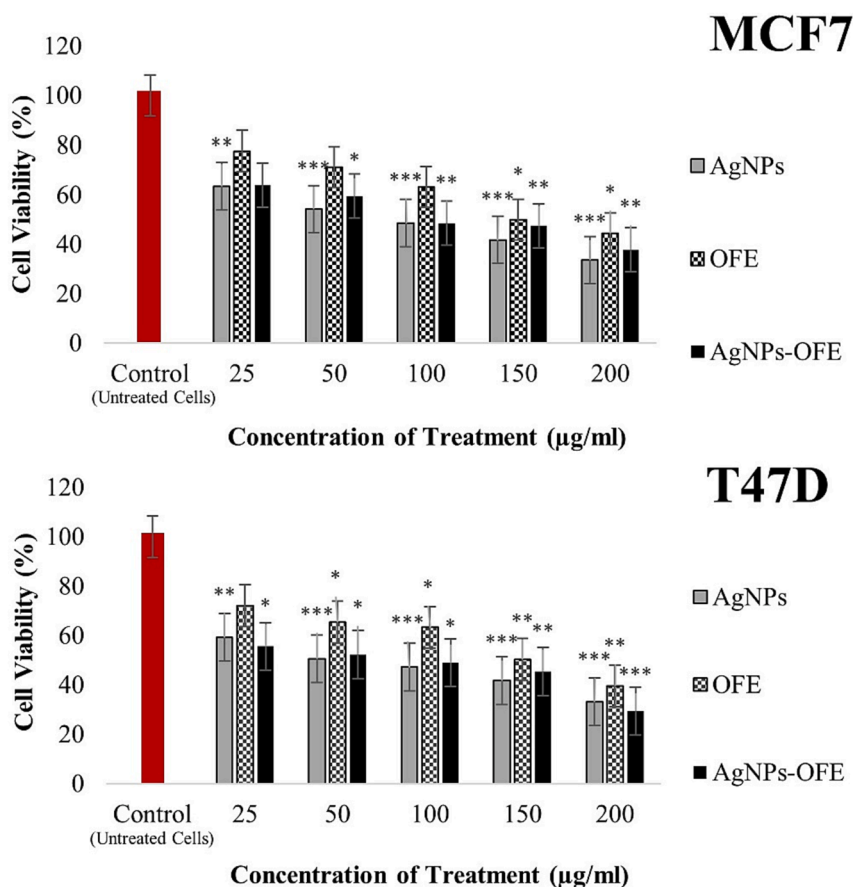 MCF7
120
100
80
60
40
20
0
Cell Viability (%)
** 
*** *
*** **
*** * **
*** * **
Control
(Untreated Cells)
25 50 100 150 200
Concentration of Treatment (µg/ml)
AgNPs
OFE
AgNPs-OFE
T47D
120
100
80
60
40
20
0
Cell Viability (%)
** *
*** * *
*** * *
*** ** **
*** ** ***
Control
(Untreated Cells)
25 50 100 150 200
Concentration of Treatment (µg/ml)
AgNPs
OFE
AgNPs-OFE